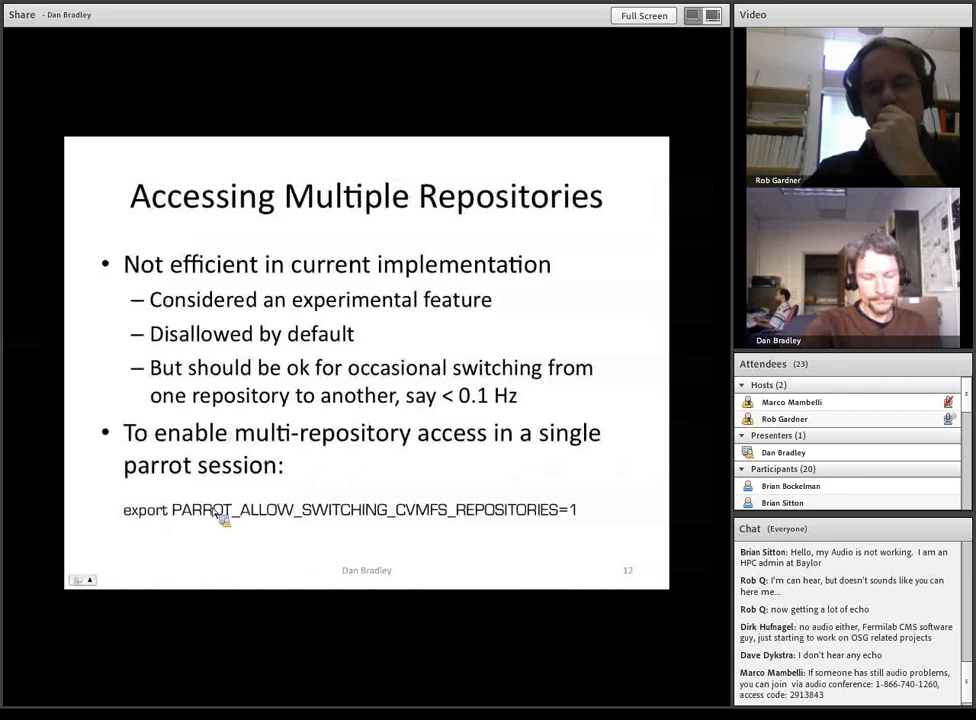 Share - Dan Bradley
Full Screen
Accessing Multiple Repositories
• Not efficient in current implementation
– Considered an experimental feature
– Disallowed by default
– But should be ok for occasional switching from
one repository to another, say < 0.1 Hz
• To enable multi-repository access in a single
parrot session:
export PARROT_ALLOW_SWITCHING_CVMFS_REPOSITORIES=1
Dan Bradley
12
Video
Rob Gardner
Dan Bradley
Attendees (23)
Hosts (2)
Marco Mambelli
Rob Gardner
Presenters (1)
Dan Bradley
Participants (20)
Brian Bockelman
Brian Sitton
Chat (Everyone)
Brian Sitton: Hello, my Audio is not working. I am an
HPC admin at Baylor
Rob Q: I'm can hear, but doesn't sounds like you can
here me...
Rob Q: now getting a lot of echo
Dirk Hufnagel: no audio either, Fermilab CMS software
guy, just starting to work on OSG related projects
Dave Dykstra: I don't hear any echo
Marco Mambelli: If someone has still audio problems,
you can join via audio conference: 1-866-740-1260,
access code: 2913843